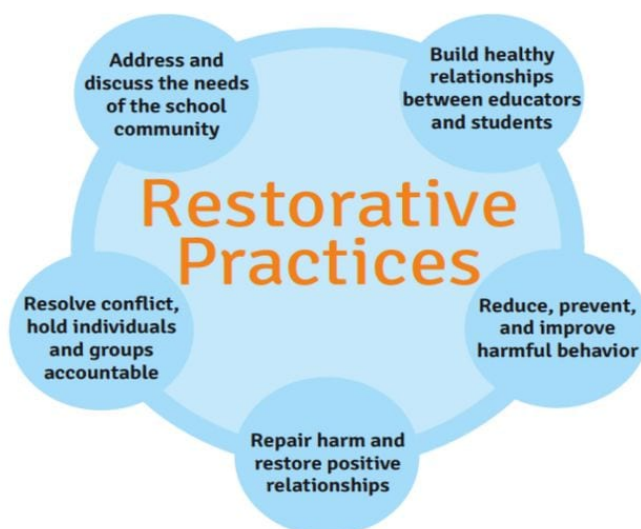 Address and
discuss the needs
of the school
community
Build healthy
relationships
between educators
and students
Restorative
Practices
Resolve conflict,
hold individuals
and groups
accountable
Reduce, prevent,
and improve
harmful behavior
Repair harm and
restore positive
relationships